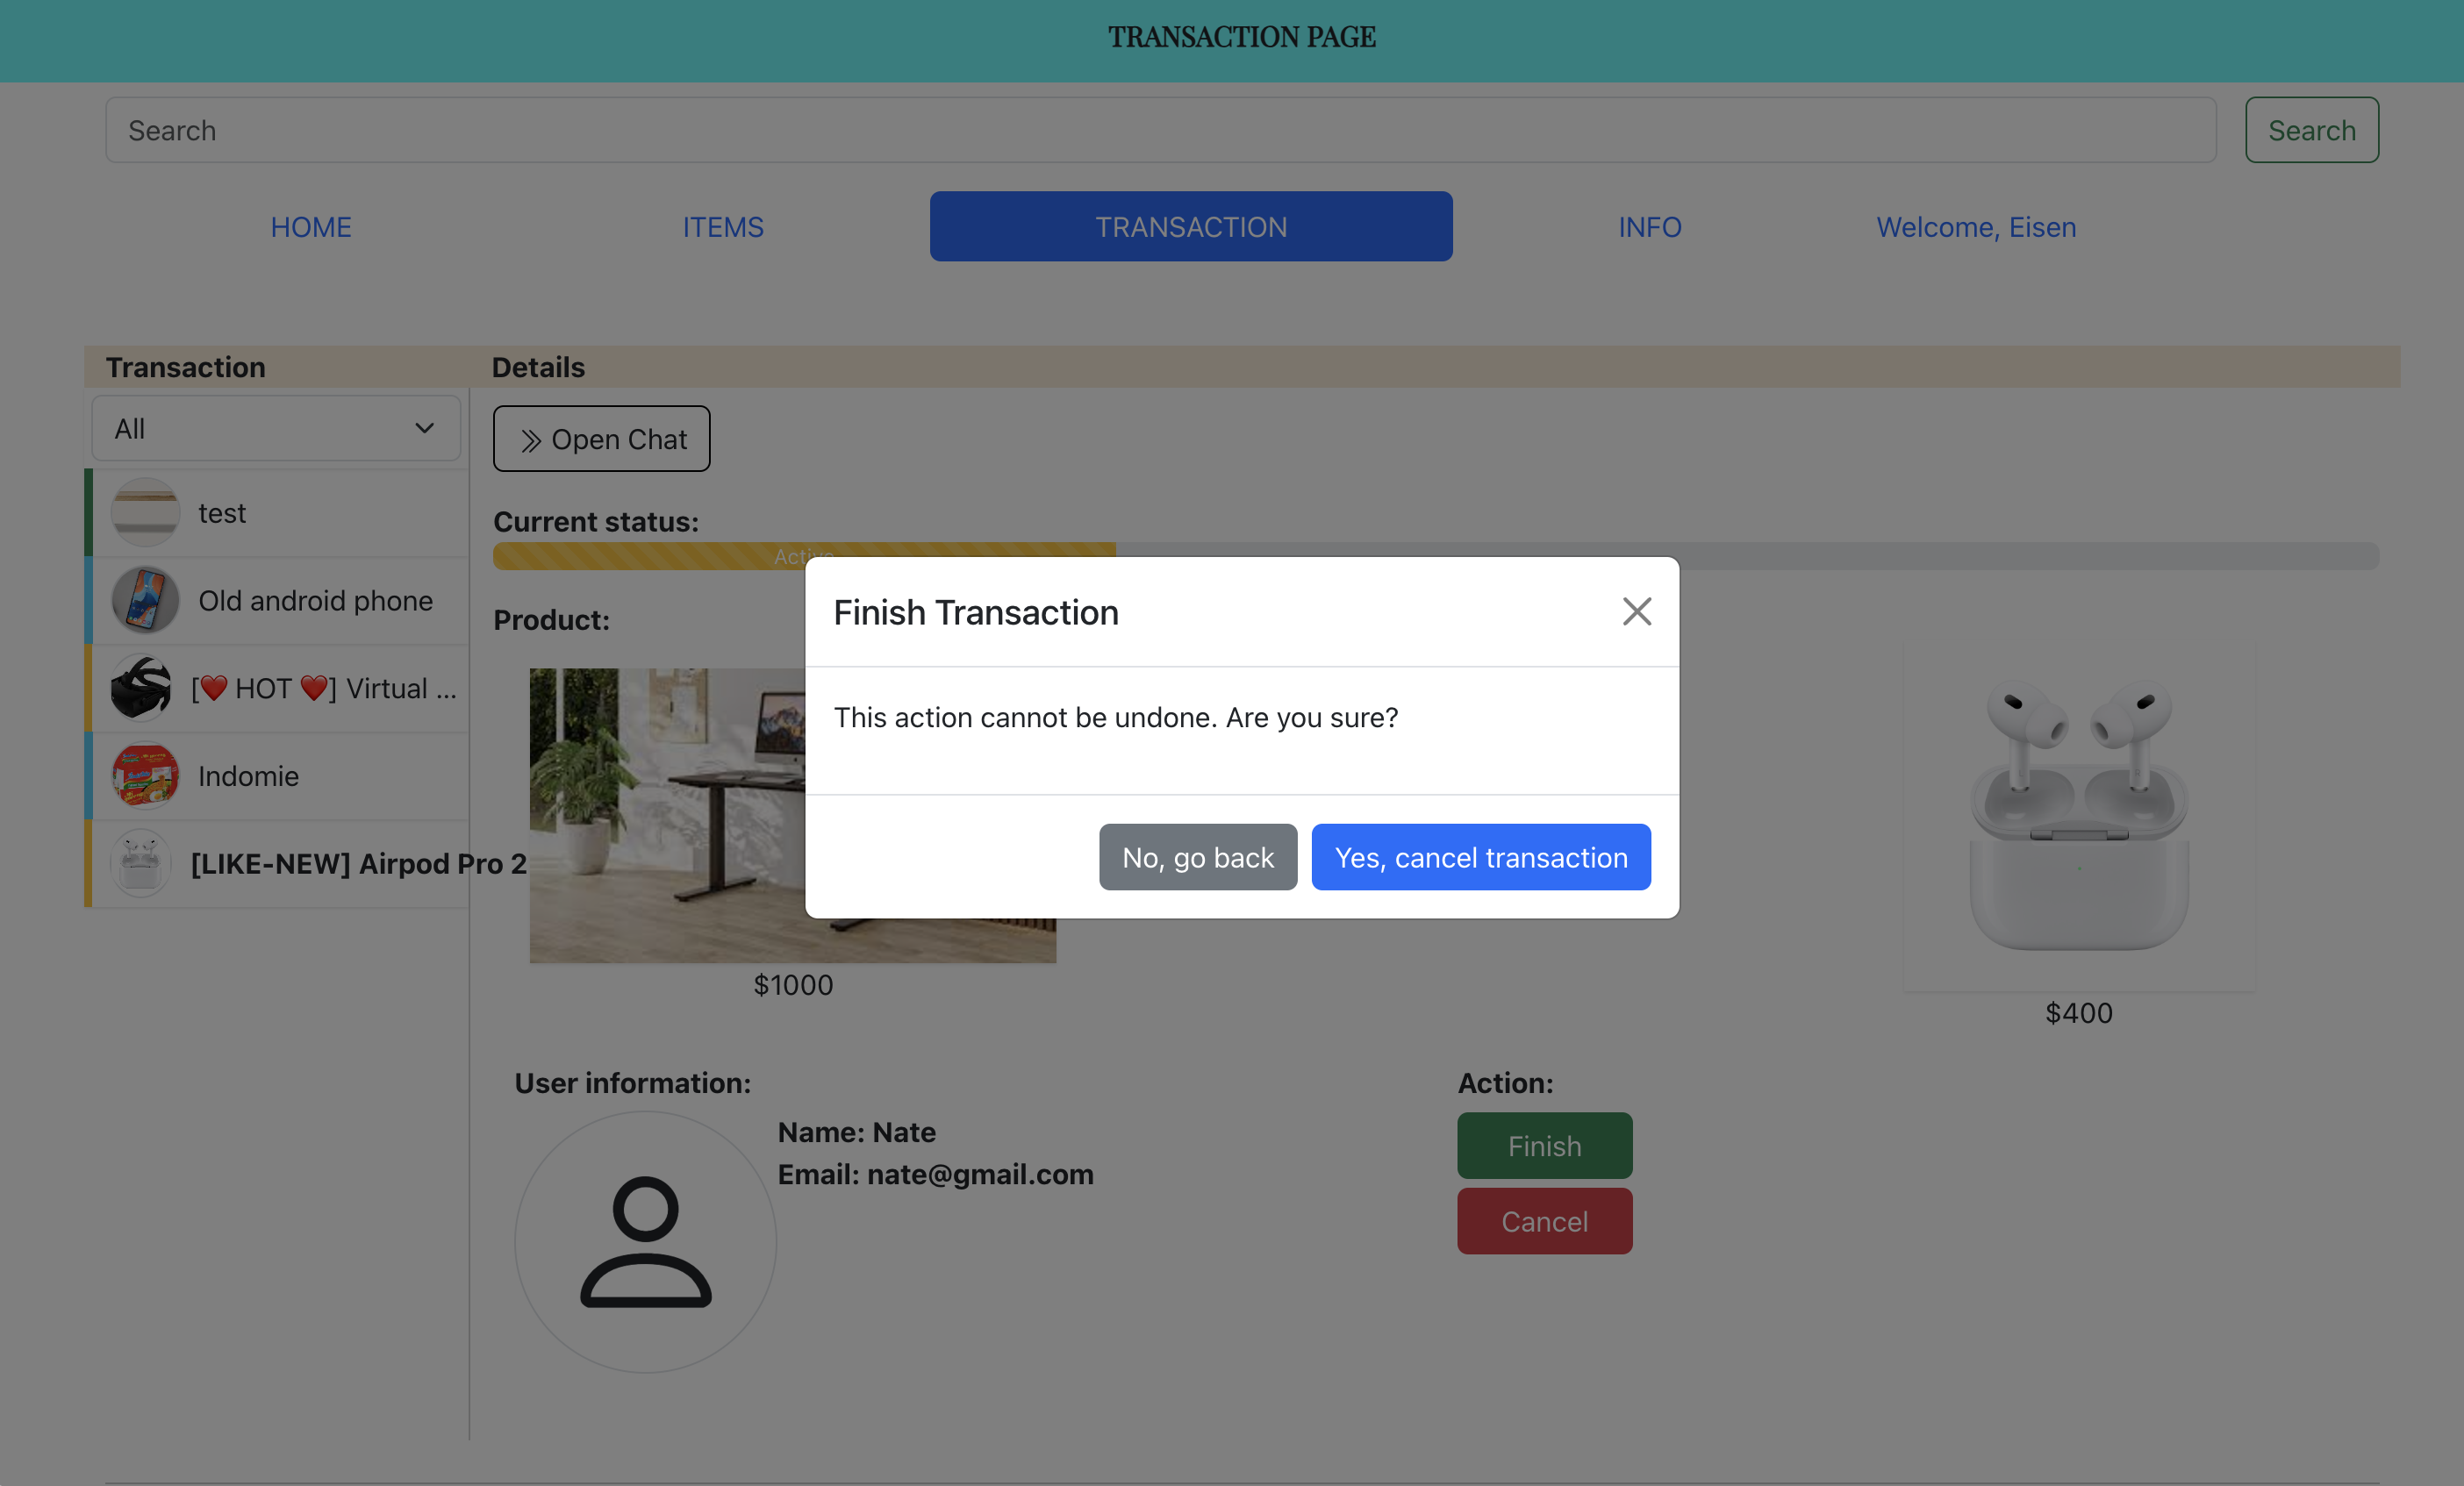 TRANSACTION PAGE
Search
Search
HOME
ITEMS
TRANSACTION
INFO
Welcome, Eisen
Transaction
Details
All
Open Chat
test
Current status:
Active
Old android phone
Product:
[❤️ HOT ❤️] Virtual ...
Indomie
[LIKE-NEW] Airpod Pro 2
Finish Transaction
This action cannot be undone. Are you sure?
No, go back
Yes, cancel transaction
$1000
$400
User information:
Name: Nate
Email: nate@gmail.com
Action:
Finish
Cancel